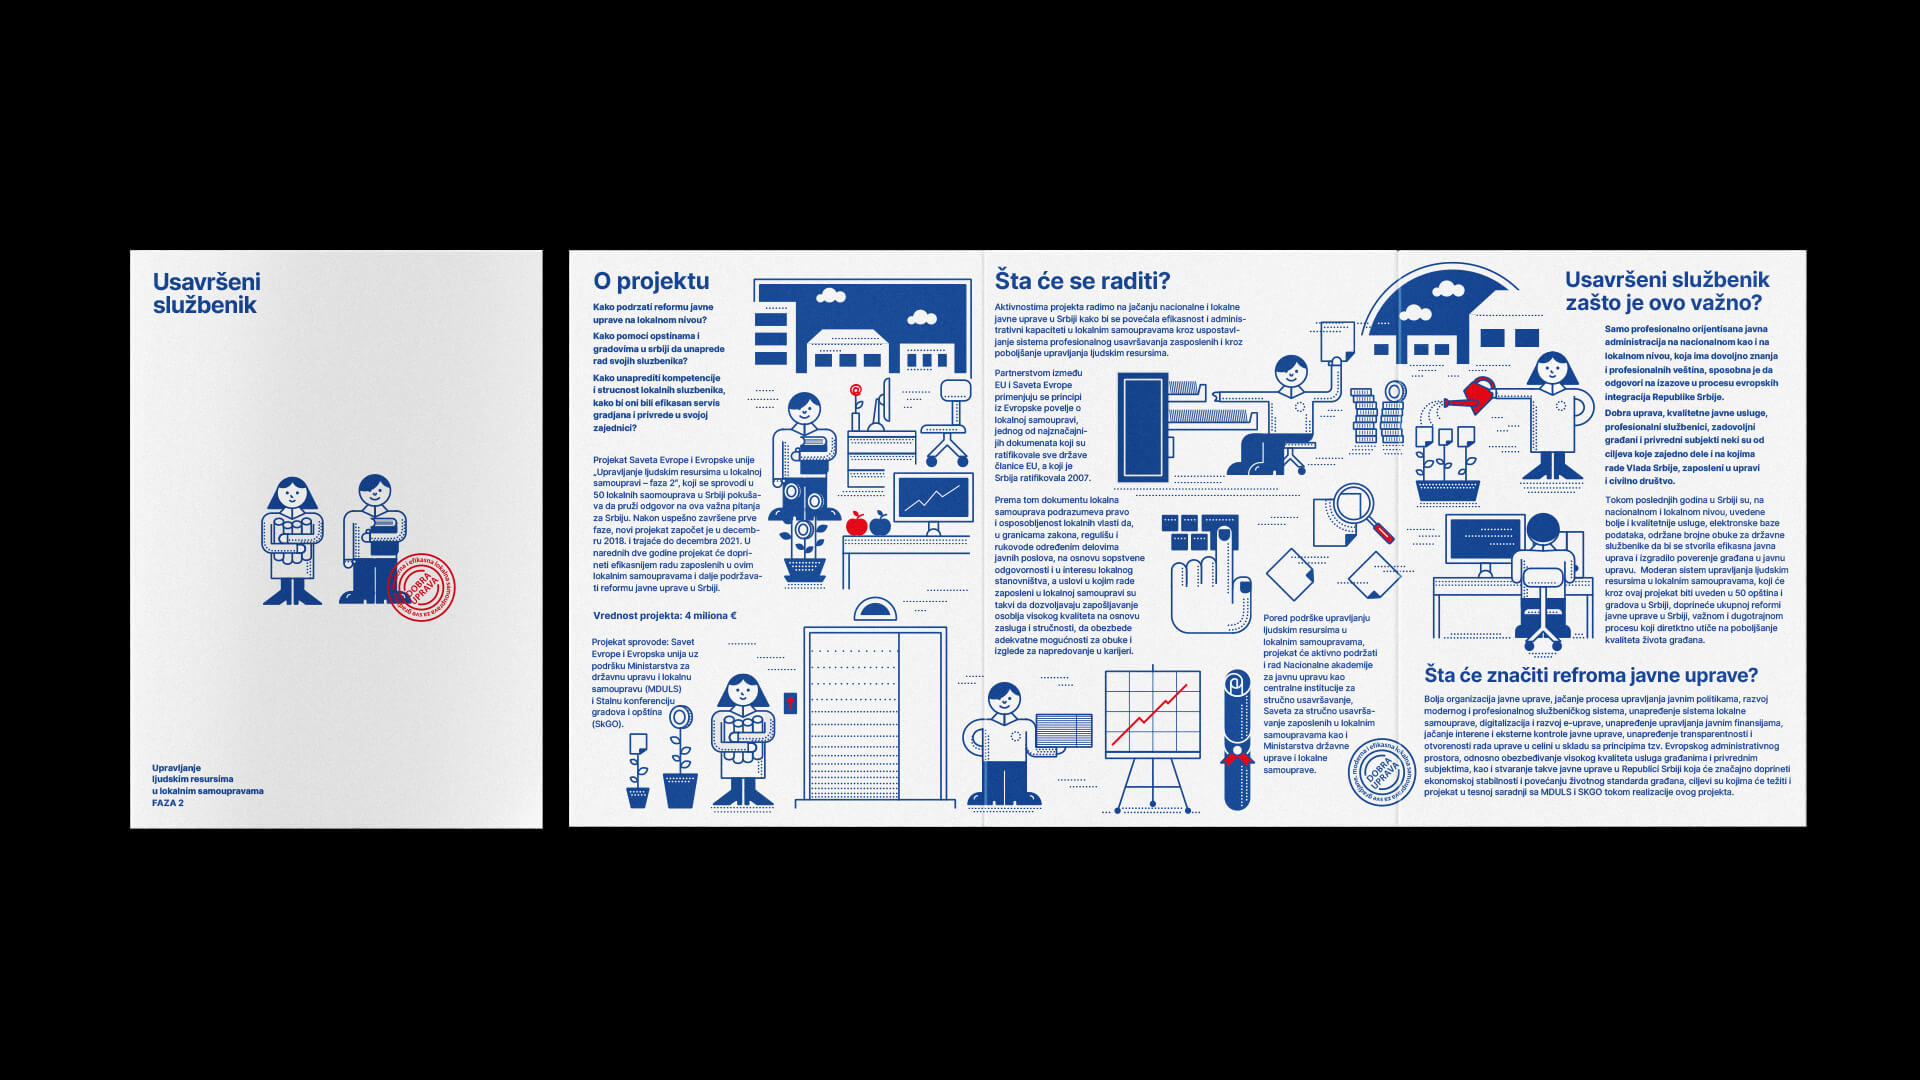 Usavršeni
službenik
Upravljanje
ljudskim resursima
u lokalnim samoupravama
FAZA 2
DOBRA
UPRAVA
O projektu
Kako podrzati reformu javne
uprave na lokalnom nivou?
Kako pomoci opstinama i
gradovima u srbiji da unaprede
rad svojih sluzbenika?
Kako unaprediti kompetencije
i strucnost lokalnih sluzbenika,
kako bi oni bili efikasan servis
gradjana i privrede u svojoj
zajednici?
Projekat Saveta Evrope i Evropske unije
„Upravljanje ljudskim resursima u lokalnoj
samoupravi – faza 2“, koji se sprovodi u
50 lokalnih saomouprava u Srbiji pokuša-
va da pruži odgovor na ova važna pitanja
za Srbiju. Nakon uspešno završene prve
faze, novi projekat započet je u decemb-
ru 2018. i trajaće do decembra 2021. U
narednih dve godine projekat će dopri-
neti efikasnijem radu zaposlenih u ovim
lokalnim samoupravama i dalje podržava-
ti reformu javne uprave u Srbiji.
Vrednost projekta: 4 miliona €
Projekat sprovode: Savet
Evrope i Evropska unija uz
podršku Ministarstva za
državnu upravu i lokalnu
samoupravu (MDULS)
i Stalnu konferenciju
gradova i opština
(SkGO).
Šta će se raditi?
Aktivnostima projekta radimo na jačanju nacionalne i lokalne
javne uprave u Srbiji kako bi se povećala efikasnost i adminis-
trativni kapaciteti u lokalnim samoupravama kroz uspostavl-
janje sistema profesionalnog usavršavanja zasposlenih i kroz
poboljšanje upravljanja ljudskim resursima.
Partnerstvom između
EU i Saveta Evrope
primenjuju se principi
iz Evropske povelje o
lokalnoj samoupravi,
jednog od najznačajni-
jih dokumenata koji su
ratifikovale sve države
članice EU, a koji je
Srbija ratifikovala 2007.
Prema tom dokumentu lokalna
samouprava podrazumeva pravo
i osposobljenost lokalnih vlasti da,
u granicama zakona, regulišu i
rukovode određenim delovima
javnih poslova, na osnovu sopstvene
odgovornosti i u interesu lokalnog
stanovništva, a uslovi u kojim rade
zaposleni u lokalnoj samoupravi su
takvi da dozvoljavaju zapošljavanje
osoblja visokog kvaliteta na osnovu
zasluga i stručnosti, da obezbede
adekvatne mogućnosti za obuke i
izglede za napredovanje u karijeri.
Pored podrške upravljanju
ljudskim resursima u
lokalnim samoupravama,
projekat će aktivno podržati
i rad Nacionalne akademije
za javnu upravu kao
centralne institucije za
stručno usavršavanje,
Saveta za stručno usavrša-
vanje zaposlenih u lokalnim
samoupravama kao i
Ministarstva državne
uprave i lokalne
samouprave.
DOBRA
UPRAVA
Usavršeni službenik
zašto je ovo važno?
Samo profesionalno orijentisana javna
administracija na nacionalnom kao i na
lokalnom nivou, koja ima dovoljno znanja
i profesionalnih veština, sposobna je da
odgovori na izazove u procesu evropskih
integracija Republike Srbije.
Dobra uprava, kvalitetne javne usluge,
profesionalni službenici, zadovoljni
građani i privredni subjekti neki su od
ciljeva koje zajedno dele i na kojima
rade Vlada Srbije, zaposleni u upravi
i civilno društvo.
Tokom poslednjih godina u Srbiji su, na
nacionalnom i lokalnom nivou, uvedene
bolje i kvalitetnije usluge, elektronske baze
podataka, održane brojne obuke za državne
službenike da bi se stvorila efikasna javna
uprava i izgradilo poverenje građana u javnu
upravu. Moderan sistem upravljanja ljudskim
resursima u lokalnim samoupravama, koji će
kroz ovaj projekat biti uveden u 50 opština i
gradova u Srbiji, doprineće ukupnoj reformi
javne uprave u Srbiji, važnom i dugotrajnom
procesu koji diretktno utiče na poboljšanje
kvaliteta života građana.
Šta će značiti refroma javne uprave?
Bolja organizacija javne uprave, jačanje procesa upravljanja javnim politikama, razvoj
modernog i profesionalnog službeničkog sistema, unapređenje sistema lokalne
samouprave, digitalizacija i razvoj e-uprave, unapređenje upravljanja javnim finansijama,
jačanje interene i eksterne kontrole javne uprave, unapređenje transparentnosti i
otvorenosti rada uprave u celini u skladu sa principima tzv. Evropskog administrativnog
prostora, odnosno obezbeđivanje visokog kvaliteta usluga građanima i privrednim
subjektima, kao i stvaranje takve javne uprave u Republici Srbiji koja će značajno doprineti
ekonomskoj stabilnosti i povećanju životnog standarda građana, ciljevi su kojima će težiti i
projekat u tesnoj saradnji sa MDULS i SKGO tokom realizacije ovog projekta.